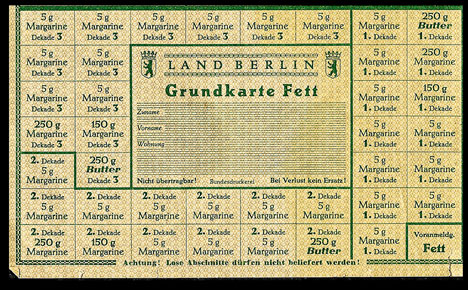 5 g 5 g 5 g 5 g 5 g 5 g 5 g 250 g
Margarine Margarine Margarine Margarine Margarine Margarine Margarine Butter
Dekade 3 Dekade 3 Dekade 3 Dekade 3 Dekade 3 Dekade 3 1. Dekade 1. Dekade
5 g 5 g 5 g 250 g
Margarine Margarine Margarine Margarine
Dekade 3 Dekade 3 1. Dekade 1. Dekade
LAND BERLIN
Grundkarte Fett
Zuname
Vorname
Wohnung
Nicht übertragbar! Bundesdruckerei Bei Verlust kein Ersatz!
5 g 5 g 5 g 150 g
Margarine Margarine Margarine Margarine
Dekade 3 Dekade 3 1. Dekade 1. Dekade
250 g 150 g 5 g 5 g
Margarine Margarine Margarine Margarine
Dekade 3 Dekade 3 1. Dekade 1. Dekade
2. Dekade 250 g 5 g 5 g
5 g Butter Margarine Margarine
Margarine Dekade 3 1. Dekade 1. Dekade
2. Dekade 2. Dekade 2. Dekade 2. Dekade 2. Dekade 2. Dekade 5 g 5 g
5 g 5 g 5 g 5 g 5 g 5 g Margarine Margarine
Margarine Margarine Margarine Margarine Margarine Margarine 1. Dekade 1. Dekade
2. Dekade 2. Dekade 2. Dekade 2. Dekade 2. Dekade 2. Dekade 5 g Voranmeldg.
250 g 150 g 5 g 5 g 5 g 250 g Margarine Fett
Margarine Margarine Margarine Margarine Margarine Butter 1. Dekade
Achtung! Lose Abschnitte dürfen nicht beliefert werden!